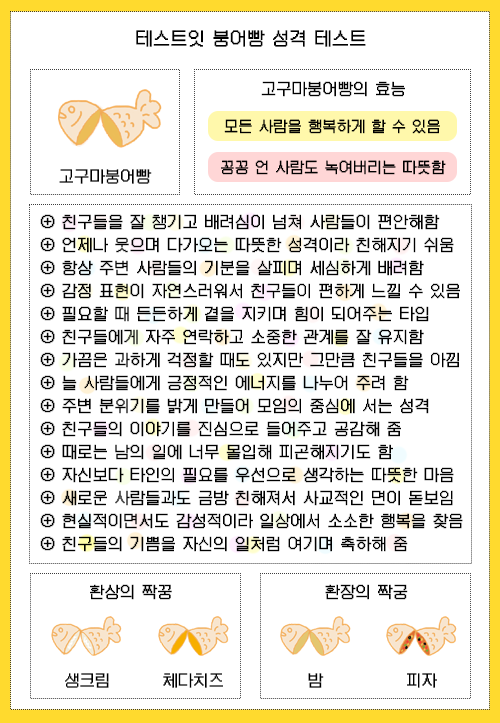 테스트잇 붕어빵 성격 테스트
고구마붕어빵
고구마붕어빵의 효능
모든 사람을 행복하게 할 수 있음
꽁꽁 언 사람도 녹여버리는 따뜻함
⊕ 친구들을 잘 챙기고 배려심이 넘쳐 사람들이 편안해함
⊕ 언제나 웃으며 다가오는 따뜻한 성격이라 친해지기 쉬움
⊕ 항상 주변 사람들의 기분을 살피며 세심하게 배려함
⊕ 감정 표현이 자연스러워서 친구들이 편하게 느낄 수 있음
⊕ 필요할 때 든든하게 곁을 지키며 힘이 되어주는 타입
⊕ 친구들에게 자주 연락하고 소중한 관계를 잘 유지함
⊕ 가끔은 과하게 걱정할 때도 있지만 그만큼 친구들을 아낌
⊕ 늘 사람들에게 긍정적인 에너지를 나누어 주려 함
⊕ 주변 분위기를 밝게 만들어 모임의 중심에 서는 성격
⊕ 친구들의 이야기를 진심으로 들어주고 공감해 줌
⊕ 때로는 남의 일에 너무 몰입해 피곤해지기도 함
⊕ 자신보다 타인의 필요를 우선으로 생각하는 따뜻한 마음
⊕ 새로운 사람들과도 금방 친해져서 사교적인 면이 돋보임
⊕ 현실적이면서도 감성적이라 일상에서 소소한 행복을 찾음
⊕ 친구들의 기쁨을 자신의 일처럼 여기며 축하해 줌
환상의 짝꿍
생크림
체다치즈
환장의 짝궁
밤
피자